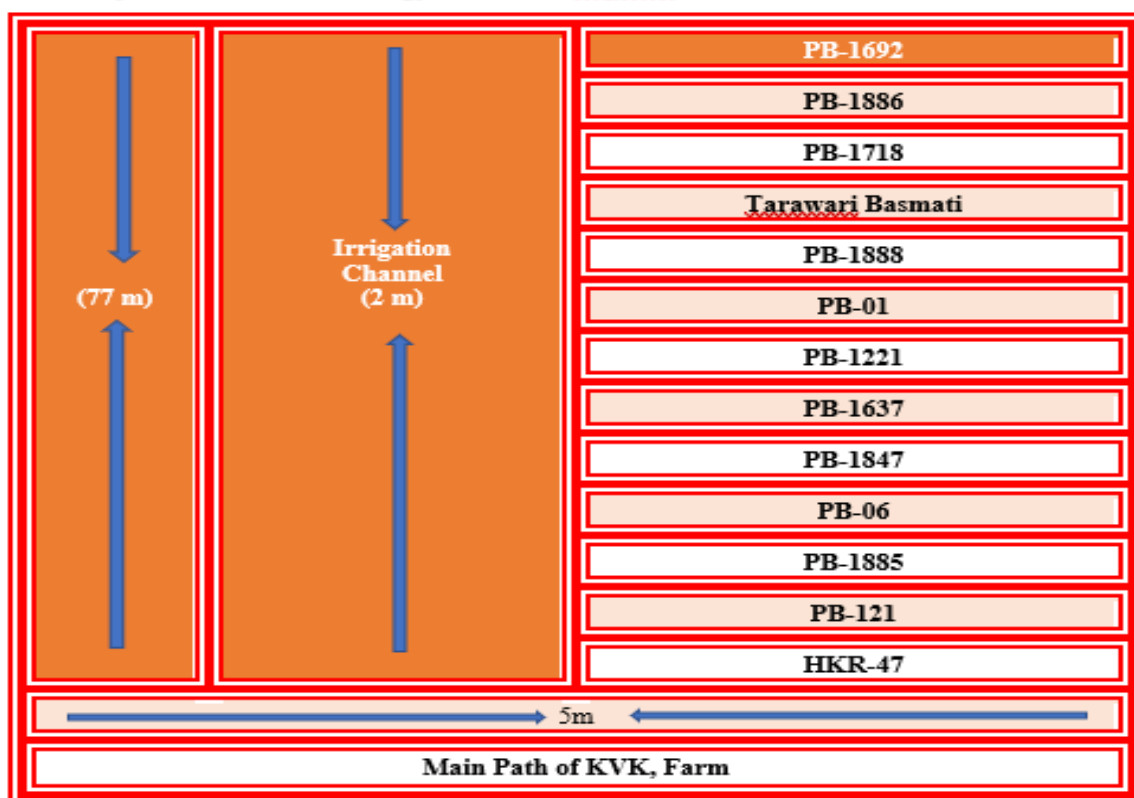 (77 m)
Irrigation
Channel
(2 m)
PB-1692
PB-1886
PB-1718
Tarawari Basmati
PB-1888
PB-01
PB-1221
PB-1637
PB-1847
PB-06
PB-1885
PB-121
HKR-47
5m
Main Path of KVK, Farm